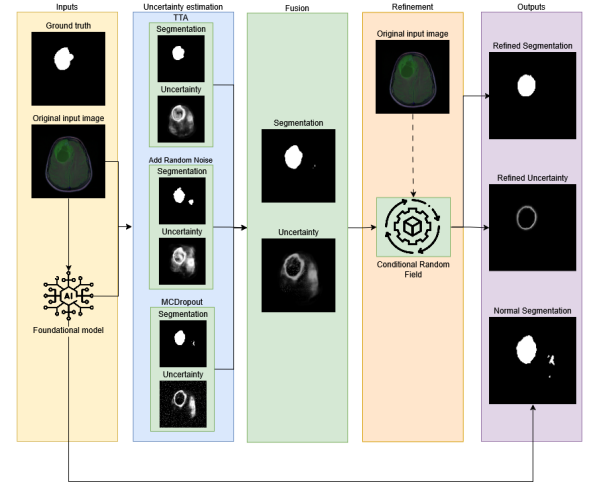 Inputs
Ground truth
Original input image
AI
Foundational model
Uncertainty estimation
TTA
Segmentation
Uncertainty
Add Random Noise
Segmentation
Uncertainty
MCDropout
Segmentation
Uncertainty
Fusion
Segmentation
Uncertainty
Refinement
Original input image
Conditional Random
Field
Outputs
Refined Segmentation
Refined Uncertainty
Normal Segmentation